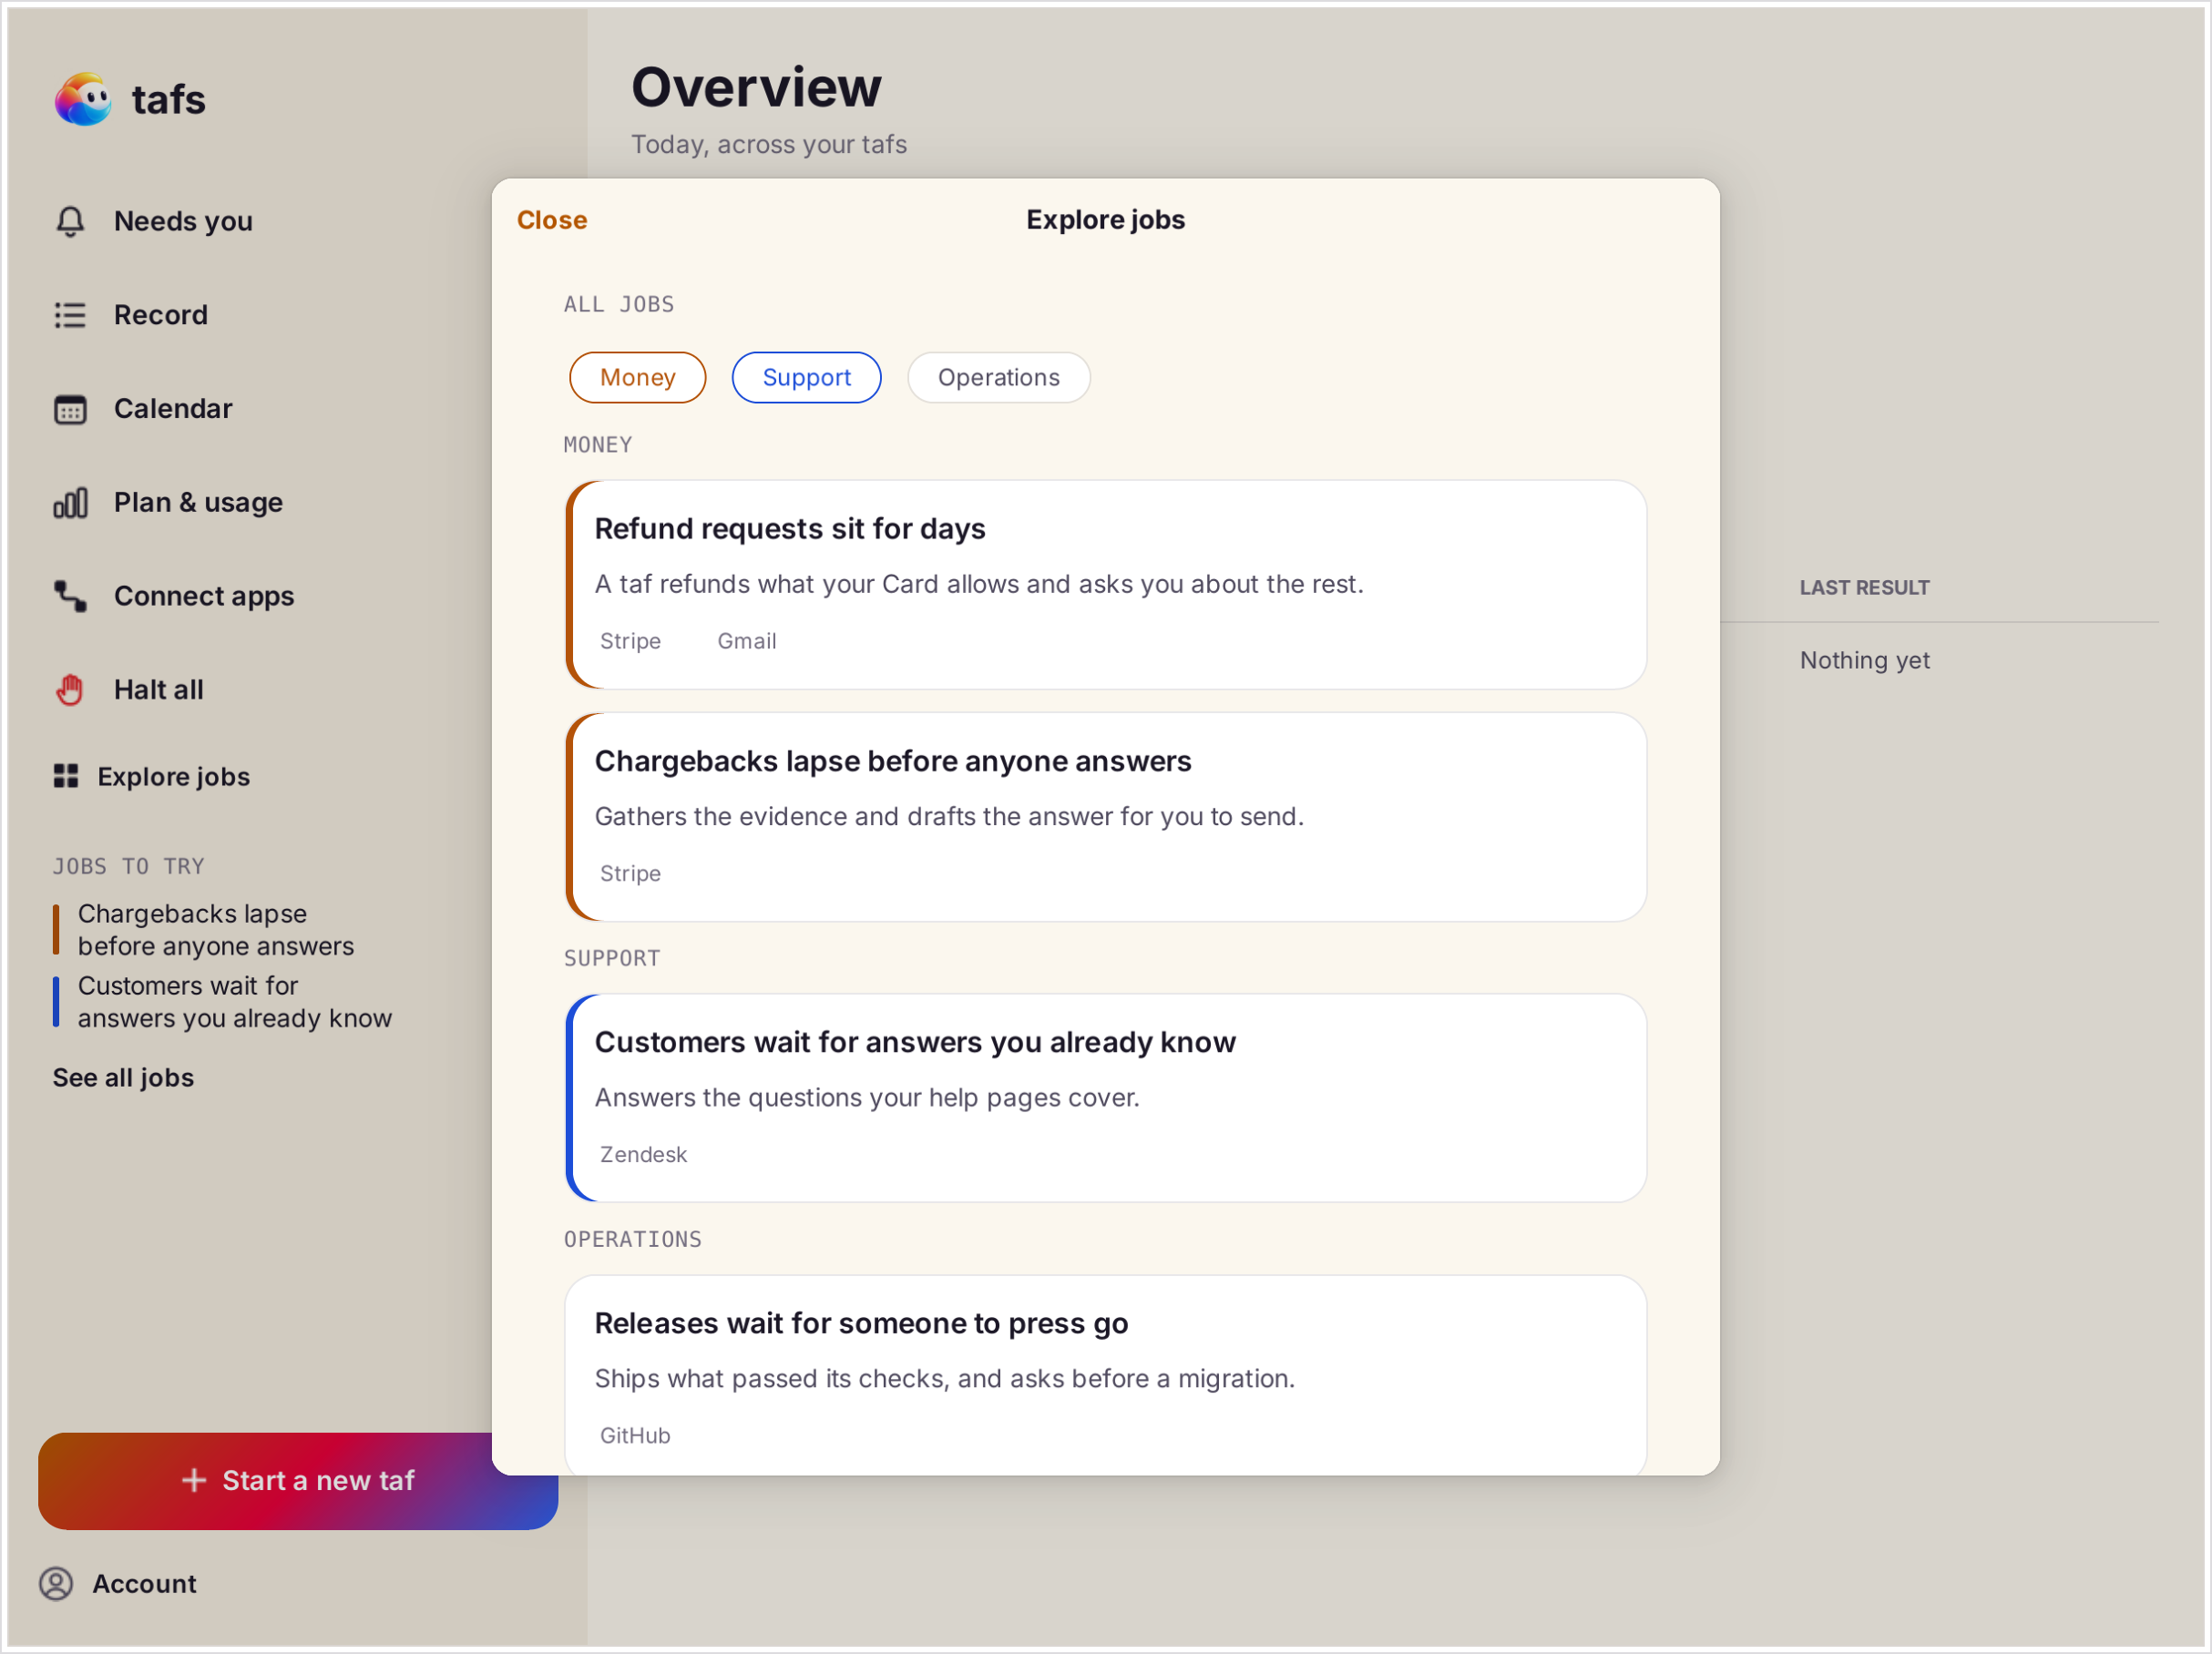 tafs
Needs you
Record
Calendar
Plan & usage
Connect apps
Halt all
Explore jobs
JOBS TO TRY
Chargebacks lapse
before anyone answers
Customers wait for
answers you already know
See all jobs
Start a new taf
Account
Overview
Today, across your tafs
LAST RESULT
Nothing yet
Close
Explore jobs
ALL JOBS
Money
Support
Operations
MONEY
Refund requests sit for days
A taf refunds what your Card allows and asks you about the rest.
Stripe Gmail
Chargebacks lapse before anyone answers
Gathers the evidence and drafts the answer for you to send.
Stripe
SUPPORT
Customers wait for answers you already know
Answers the questions your help pages cover.
Zendesk
OPERATIONS
Releases wait for someone to press go
Ships what passed its checks, and asks before a migration.
GitHub